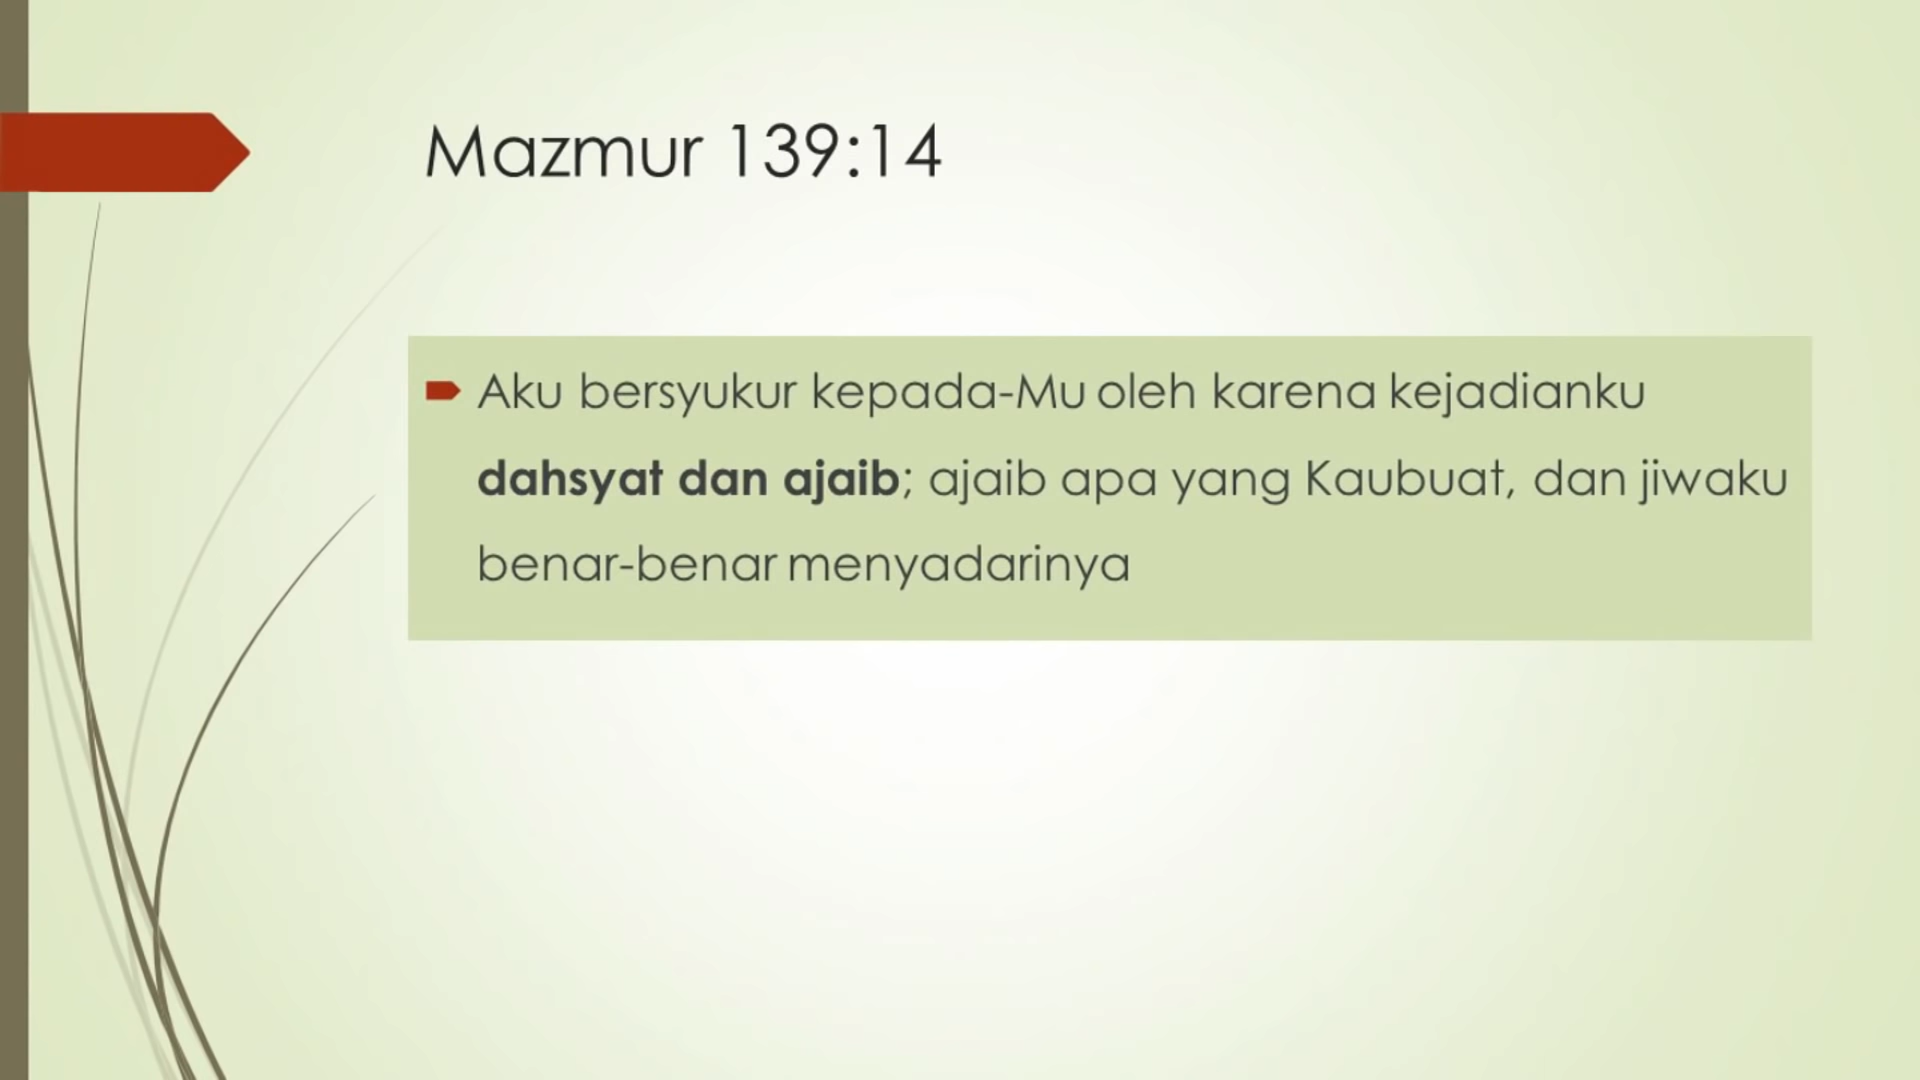 Mazmur 139:14
Aku bersyukur kepada-Mu oleh karena kejadianku
dahsyat dan ajaib; ajaib apa yang Kaubuat, dan jiwaku
benar-benar menyadarinya